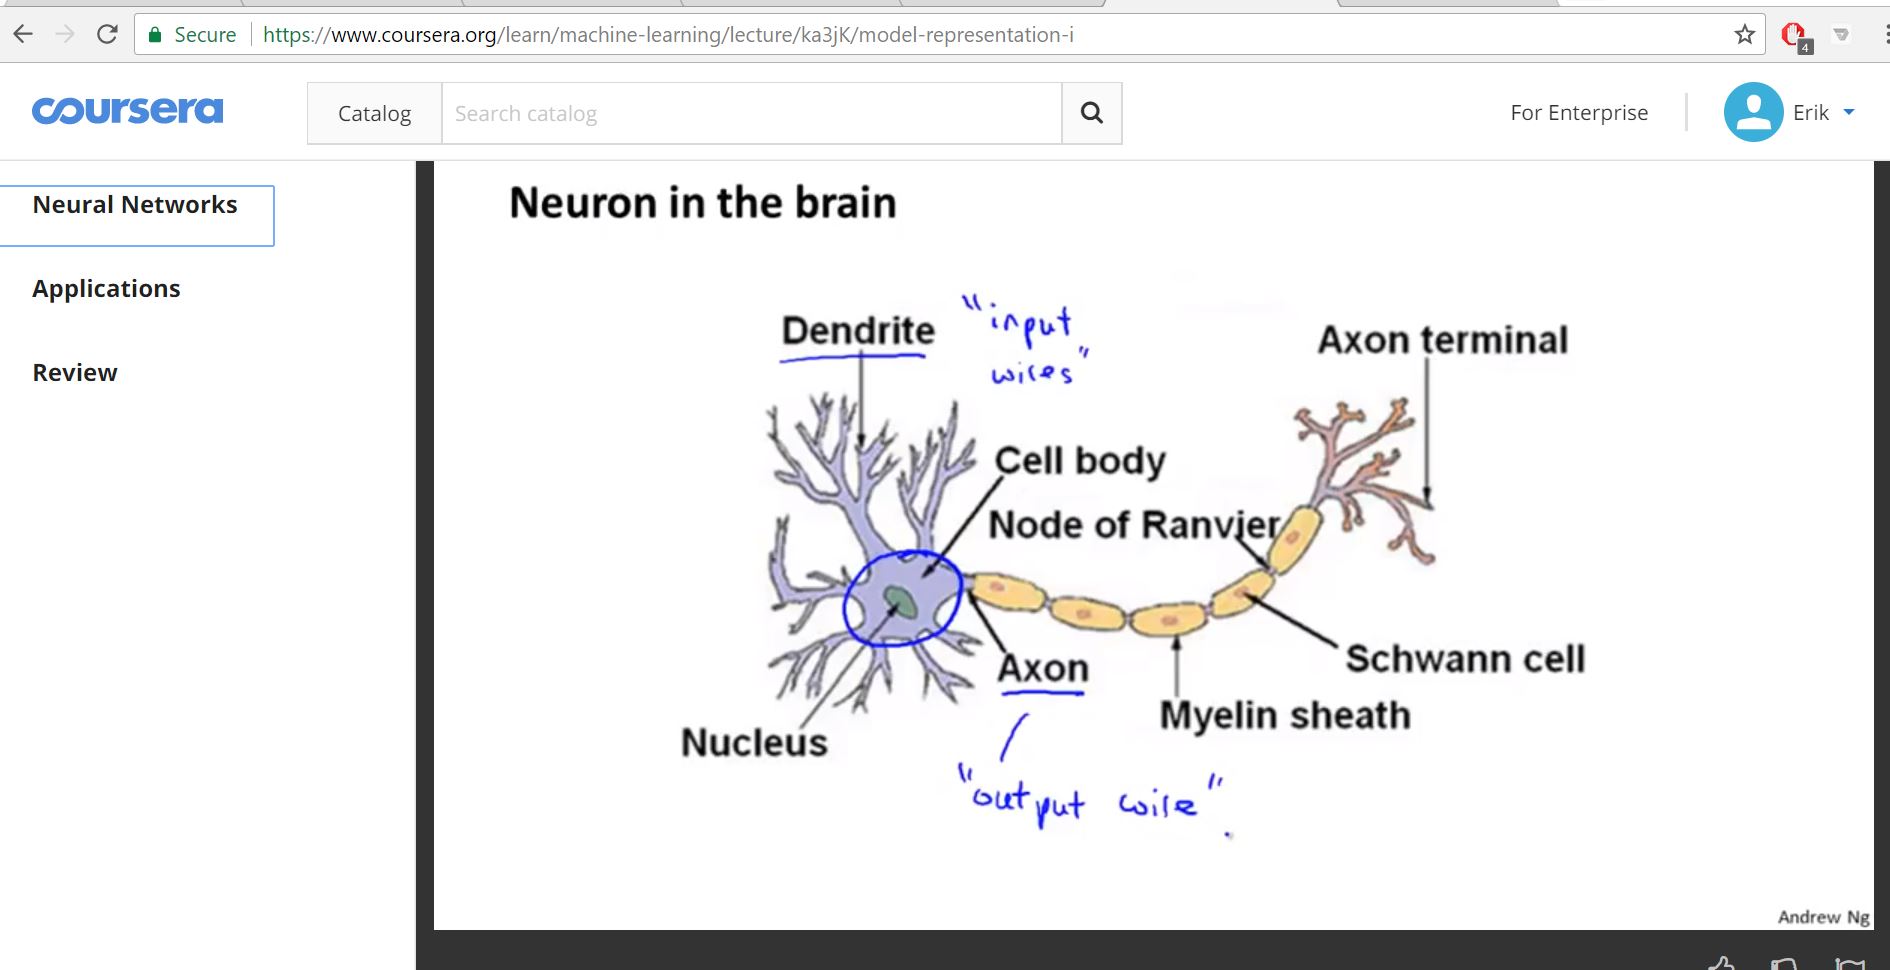 Secure https://www.coursera.org/learn/machine-learning/lecture/ka3jK/model-representation-i
4
coursera
Catalog
Search catalog
For Enterprise
Erik
Neural Networks
Applications
Review
Neuron in the brain
Dendrite
"input
wires"
Axon terminal
Cell body
Node of Ranvier
Axon
Schwann cell
Myelin sheath
Nucleus
"output wire".
Andrew Ng